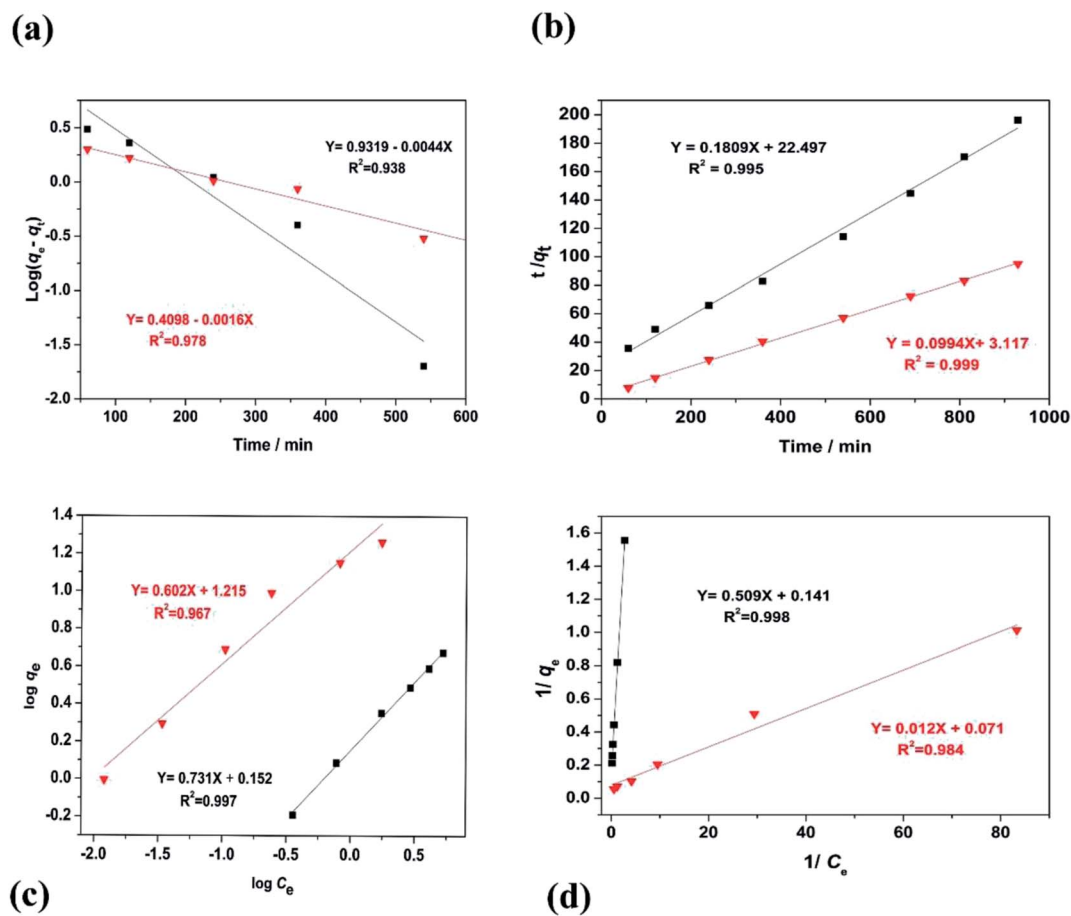 (a)
0.5
0.0
-0.5
-1.0
-1.5
-2.0
Log(qe - qt)
Y= 0.9319 - 0.0044X
R2=0.938
Y= 0.4098 - 0.0016X
R2=0.978
100 200 300 400 500 600
Time / min
(b)
200
180
160
140
120
100
80
60
40
20
0
t /qt
Y = 0.1809X + 22.497
R2 = 0.995
Y = 0.0994X+ 3.117
R2 = 0.999
0 200 400 600 800 1000
Time / min
1.4
1.2
1.0
0.8
0.6
0.4
0.2
0.0
-0.2
log qe
Y= 0.602X + 1.215
R2=0.967
Y= 0.731X + 0.152
R2=0.997
-2.0 -1.5 -1.0 -0.5 0.0 0.5
log Ce
(c)
1.6
1.4
1.2
1.0
0.8
0.6
0.4
0.2
0.0
1/ qe
Y= 0.509X + 0.141
R2=0.998
Y= 0.012X + 0.071
R2=0.984
0 20 40 60 80
1/ Ce
(d)